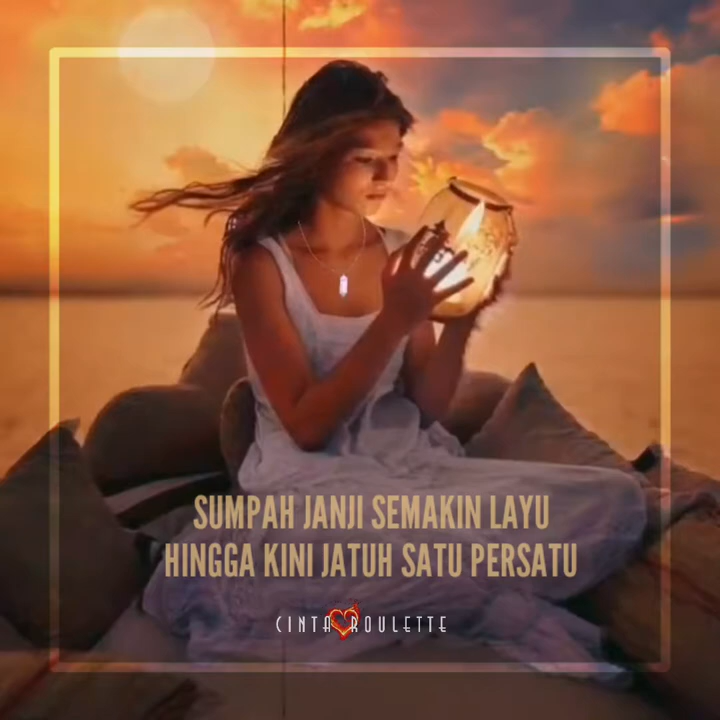 SUMPAH JANJI SEMAKIN LAYU
HINGGA KINI JATUH SATU PERSATU
CINTA ROULETTE